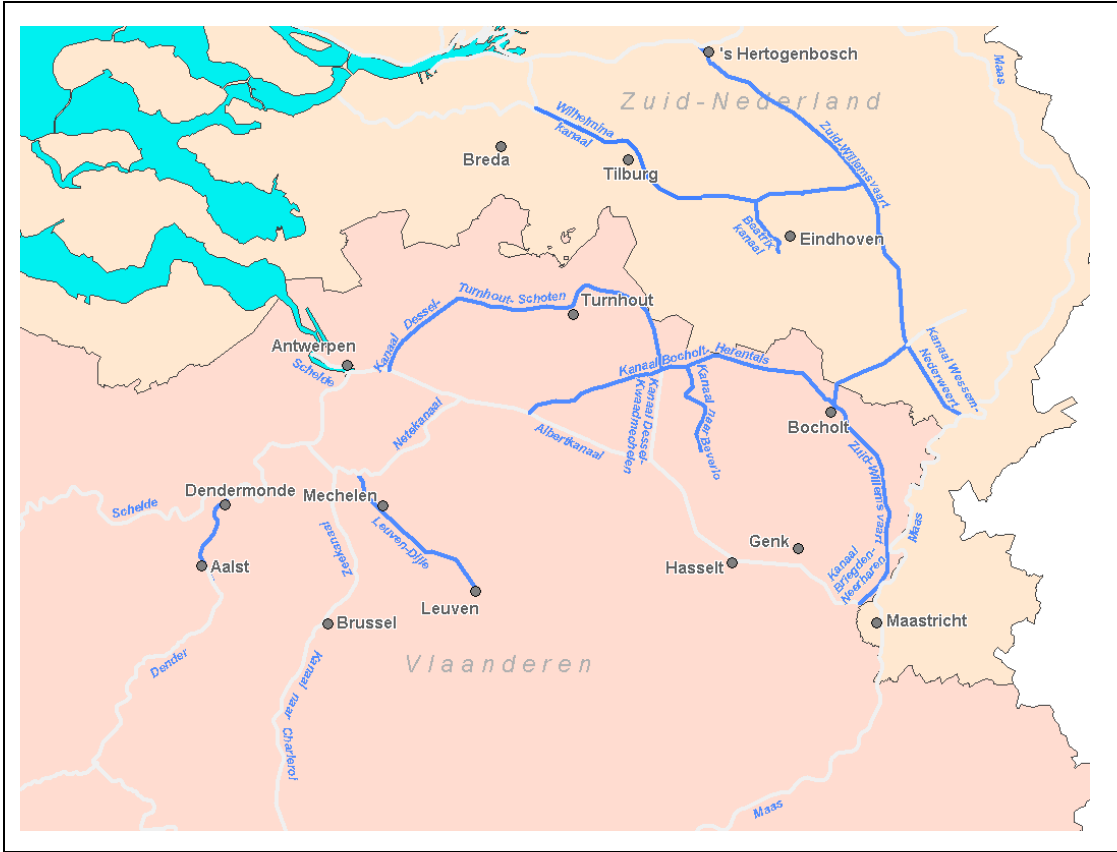 's Hertogenbosch
Maas
Zuid-Nederland
Wilhelmina
kanaal
Breda
Tilburg
Zuid-Willemsvaart
Beatrix
kanaal
Eindhoven
Kanaal Dessel-
Turnhout- Schoten
Turnhout
Antwerpen
Schelde
Kanaal Bocholt- Herentals
Kanaal Wessem-
Nederweert
Kanaal Dessel-
Kwaadmechelen
Kanaal naar Beverlo
Bocholt
Netekanaal
Albertkanaal
Zuid-Willems vaart
Dendermonde
Mechelen
Schelde
Zeekanaal
Leuven-Dijle
Maas
Genk
Hasselt
Kanaal
Briegden-
Neerharen
Aalst
Leuven
Brussel
Maastricht
Vlaanderen
Dender
Kanaal naar Charleroi
Maas